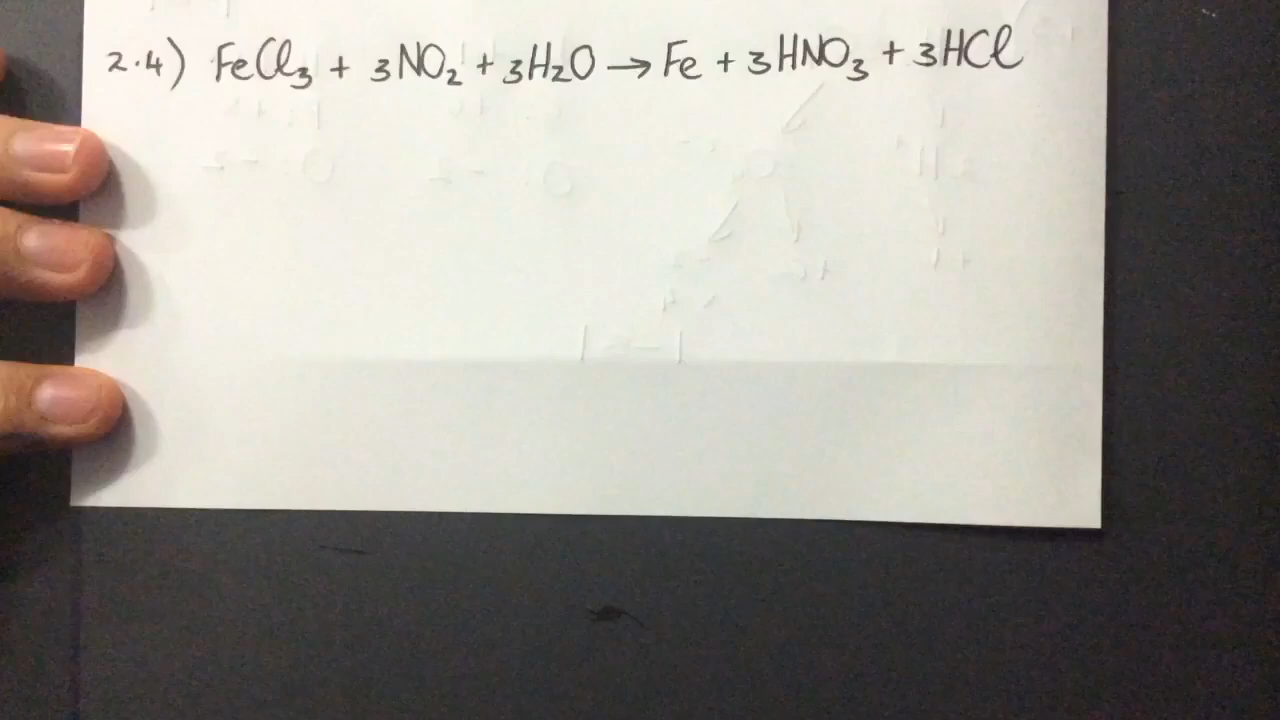 2.4) FeCl₃ + 3NO₂ + 3H₂O → Fe + 3HNO₃ + 3HCl